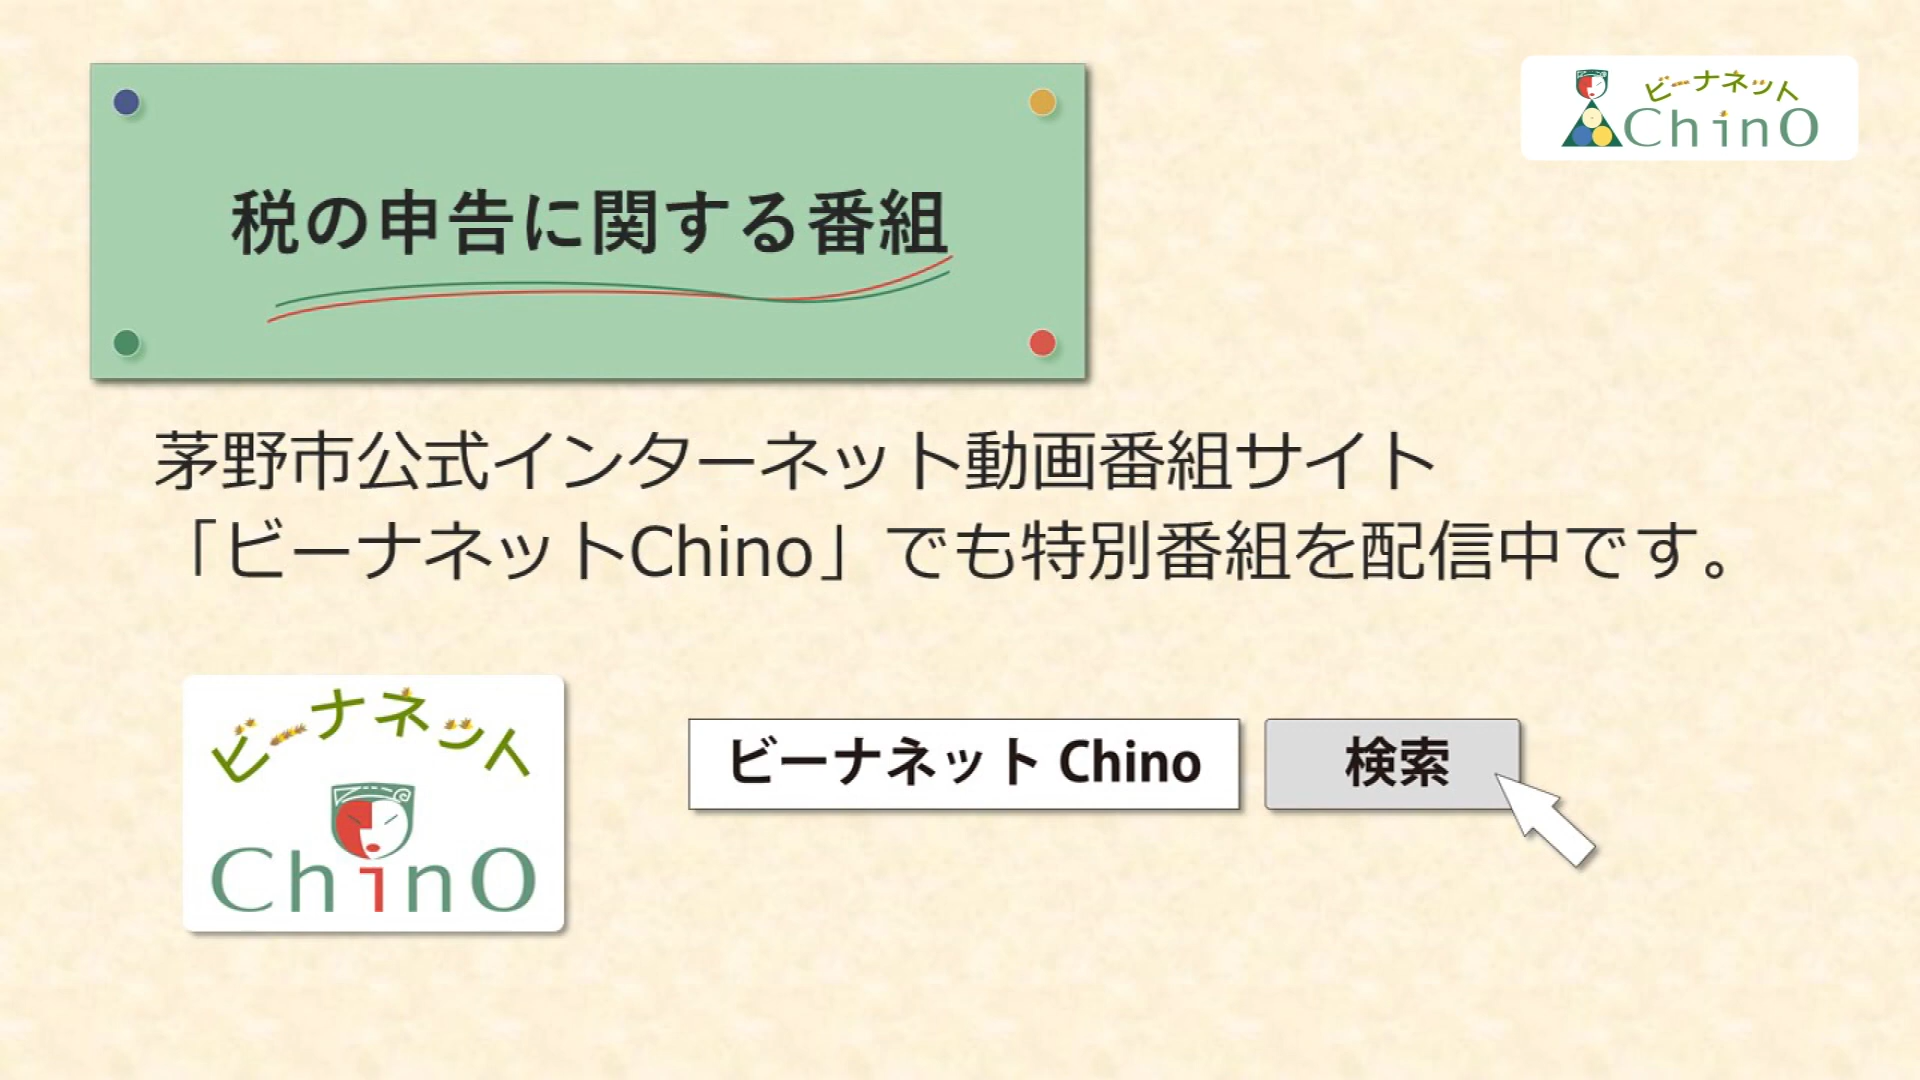 税の申告に関する番組
ビーナネット
Chino
茅野市公式インターネット動画番組サイト
「ビーナネットChino」でも特別番組を配信中です。
ビーナネット
Chino
ビーナネット Chino
検索